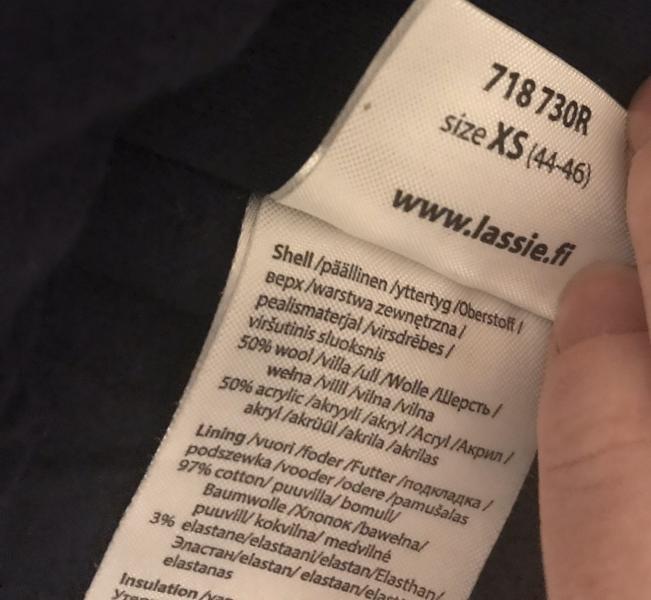 718730R
size XS (44-46)
www.lassie.fi
Shell /päällinen /yttertyg /Oberstoff /
верх /warstwa zewnętrzna /
pealismaterjal /virsdrēbes /
viršutinis sluoksnis
50% wool /villa /ull /Wolle /Шерсть /
wełna /villl /vilna /vilna
50% acrylic /akryyli /akryl /Acryl /Акрил /
akryl /akrüül /akrila /akrilas
Lining /vuori /foder /Futter /подкладка /
podszewka /vooder /odere /pamušalas
97% cotton/ puuvilla/ bomull/
Baumwolle /Хлопок /bawełna/
puuvill/ kokvilna/ medvilnė
3% elastane/elastaani/elastan/Elasthan/
Эластан/elastan/ elastaan/
elastanas
Insulation